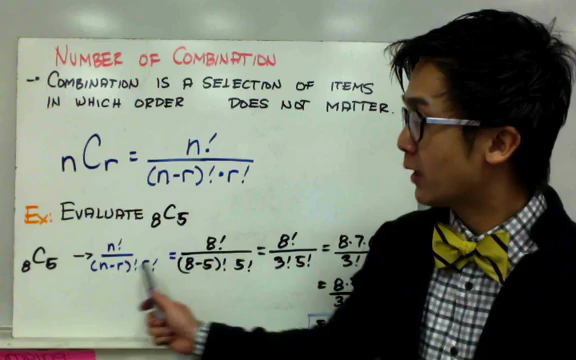 NUMBER OF COMBINATION
- COMBINATION IS A SELECTION OF ITEMS
IN WHICH ORDER DOES NOT MATTER.
nCr = n! / (n-r)!·r!
Ex: EVALUATE 8C5
8C5 → n! / (n-r)! r! = 8! / (8-5)! 5! = 8! / 3! 5! = 8·7. / 3!
= 8· / 3